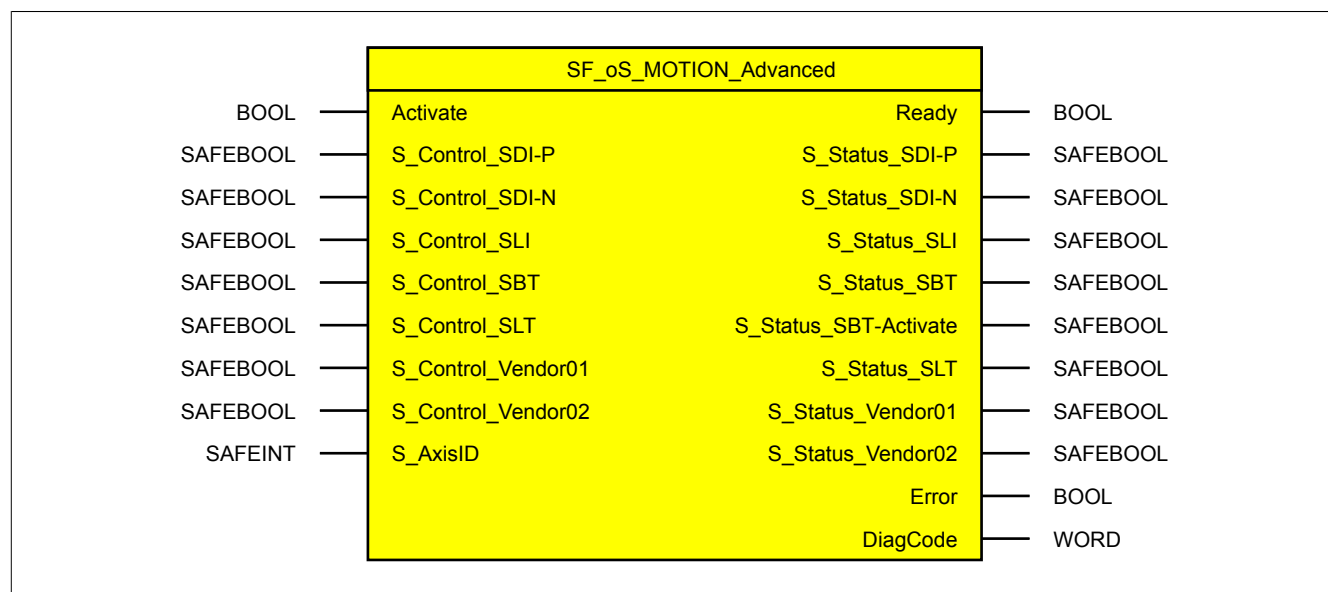 SF_oS_MOTION_Advanced
BOOL Activate Ready BOOL
SAFEBOOL S_Control_SDI-P S_Status_SDI-P SAFEBOOL
SAFEBOOL S_Control_SDI-N S_Status_SDI-N SAFEBOOL
SAFEBOOL S_Control_SLI S_Status_SLI SAFEBOOL
SAFEBOOL S_Control_SBT S_Status_SBT SAFEBOOL
SAFEBOOL S_Control_SLT S_Status_SBT-Activate SAFEBOOL
SAFEBOOL S_Control_Vendor01 S_Status_SLT SAFEBOOL
SAFEBOOL S_Control_Vendor02 S_Status_Vendor01 SAFEBOOL
SAFEINT S_AxisID S_Status_Vendor02 SAFEBOOL
Error BOOL
DiagCode WORD